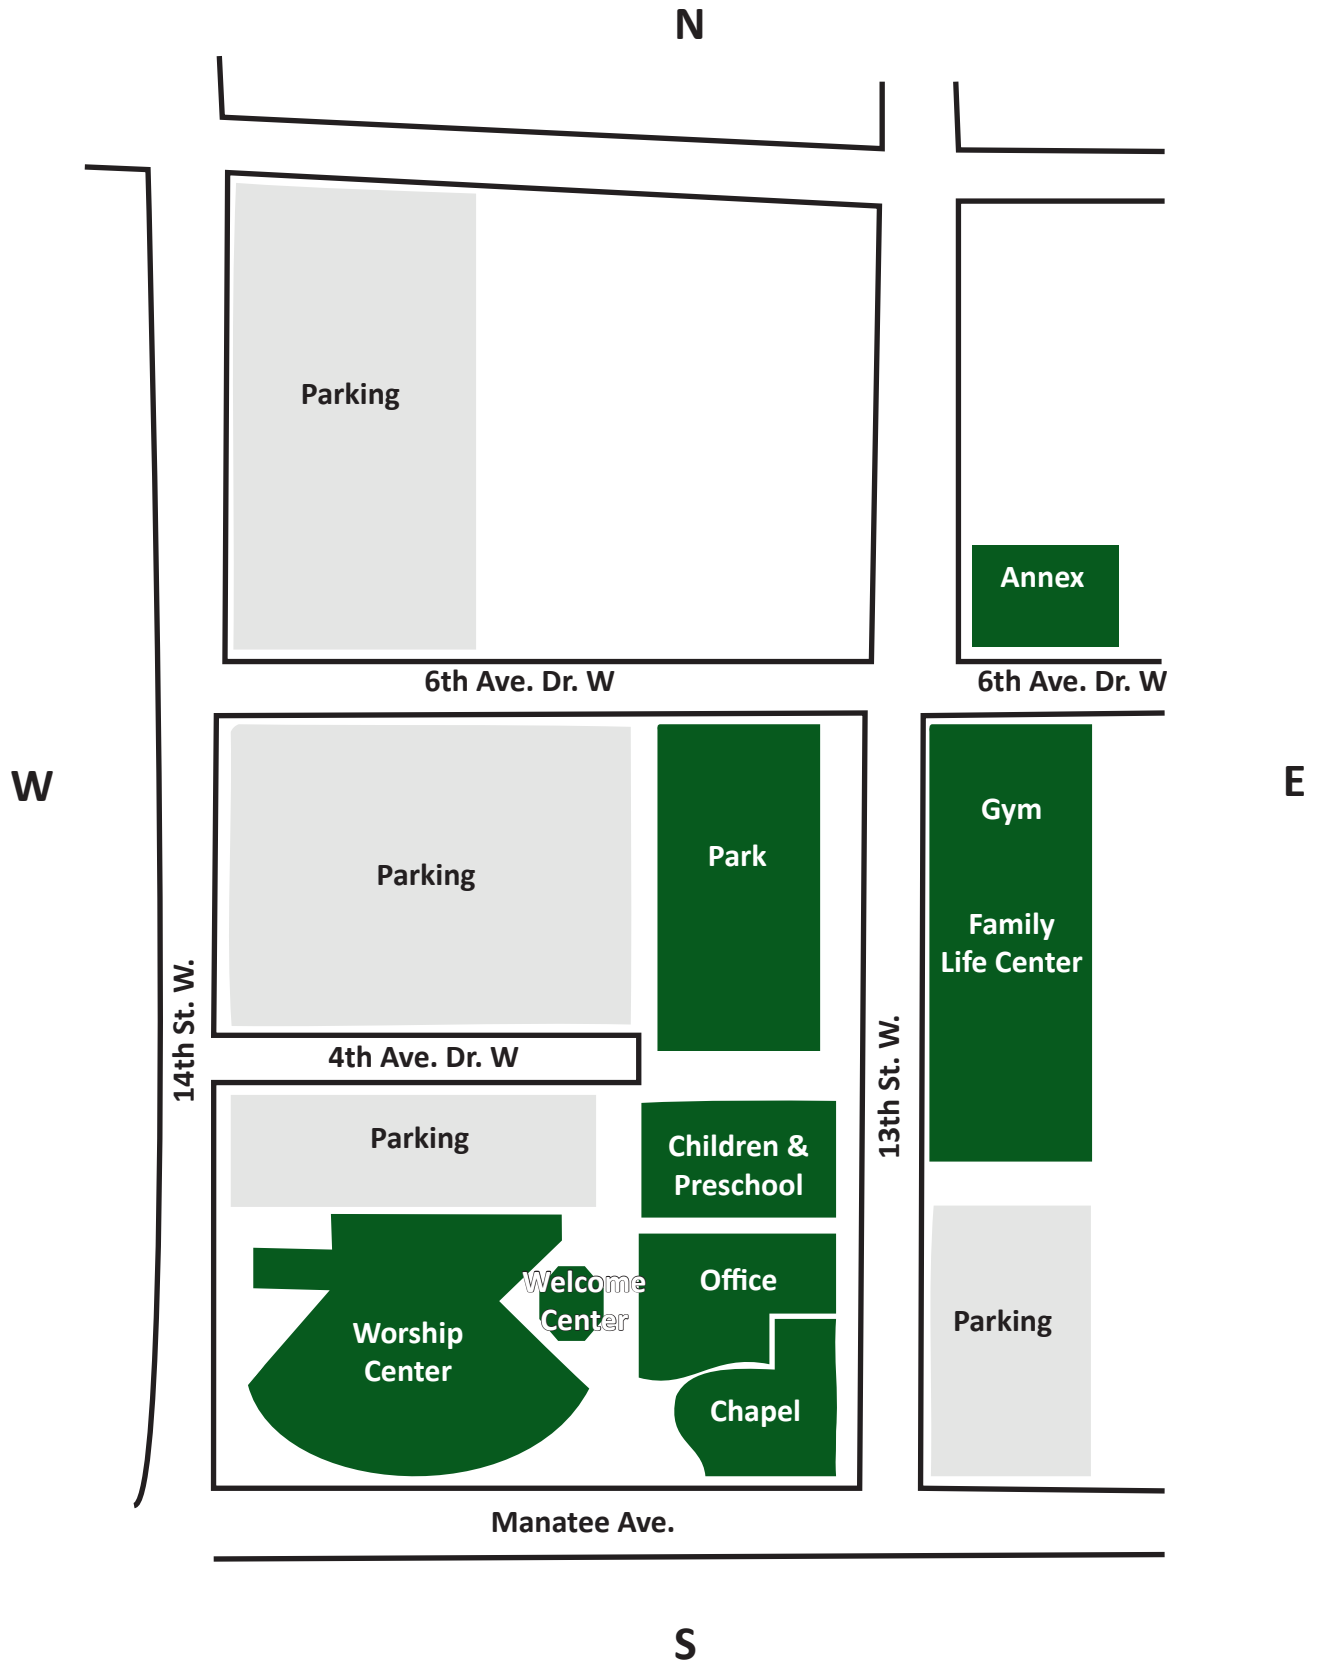 N
Parking
Annex
6th Ave. Dr. W
6th Ave. Dr. W
W
E
Parking
Park
Gym
Family
Life Center
14th St. W.
4th Ave. Dr. W
13th St. W.
Parking
Children &
Preschool
Worship
Center
Welcome
Center
Office
Chapel
Parking
Manatee Ave.
S